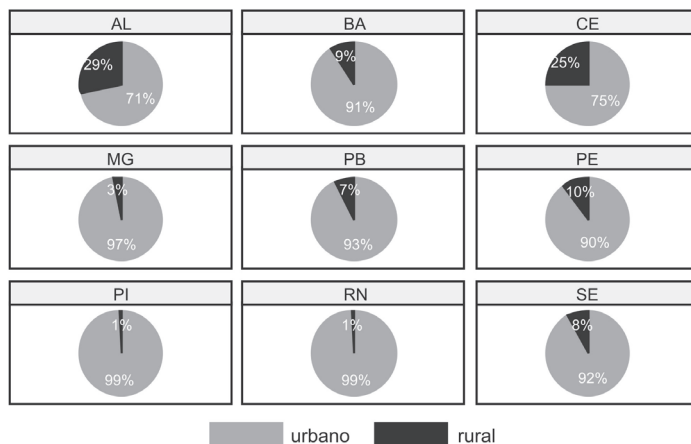 AL
29%
71%
BA
9%
91%
CE
25%
75%
MG
3%
97%
PB
7%
93%
PE
10%
90%
PI
1%
99%
RN
1%
99%
SE
8%
92%
urbano
rural